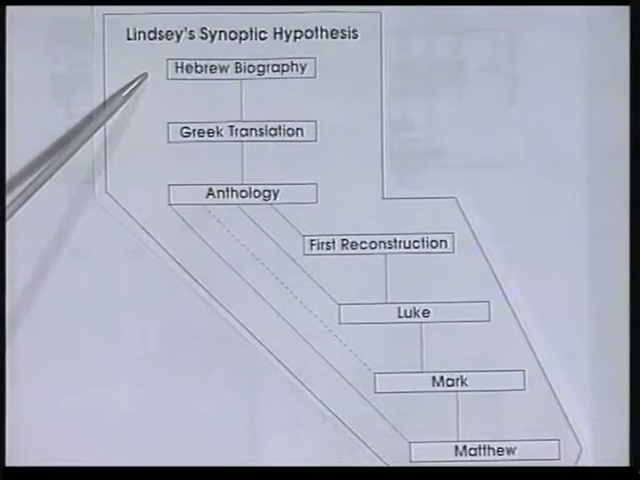 Lindsey's Synoptic Hypothesis
Hebrew Biography
Greek Translation
Anthology
First Reconstruction
Luke
Mark
Matthew